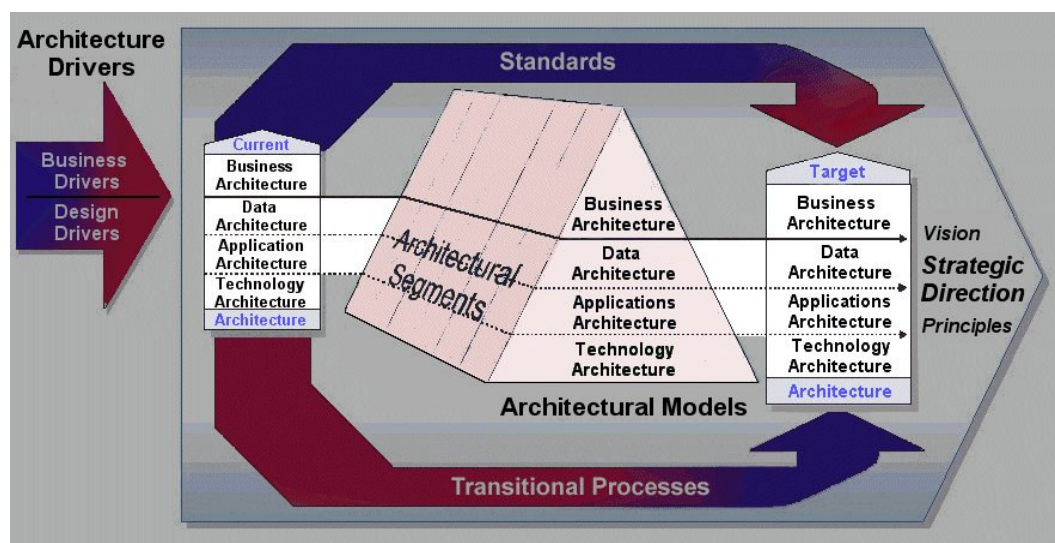 Architecture
Drivers
Business
Drivers
Design
Drivers
Standards
Current
Business
Architecture
Data
Architecture
Application
Architecture
Technology
Architecture
Architecture
Architectural
Segments
Business
Architecture
Data
Architecture
Applications
Architecture
Technology
Architecture
Architectural Models
Target
Business
Architecture
Data
Architecture
Applications
Architecture
Technology
Architecture
Architecture
Vision
Strategic
Direction
Principles
Transitional Processes